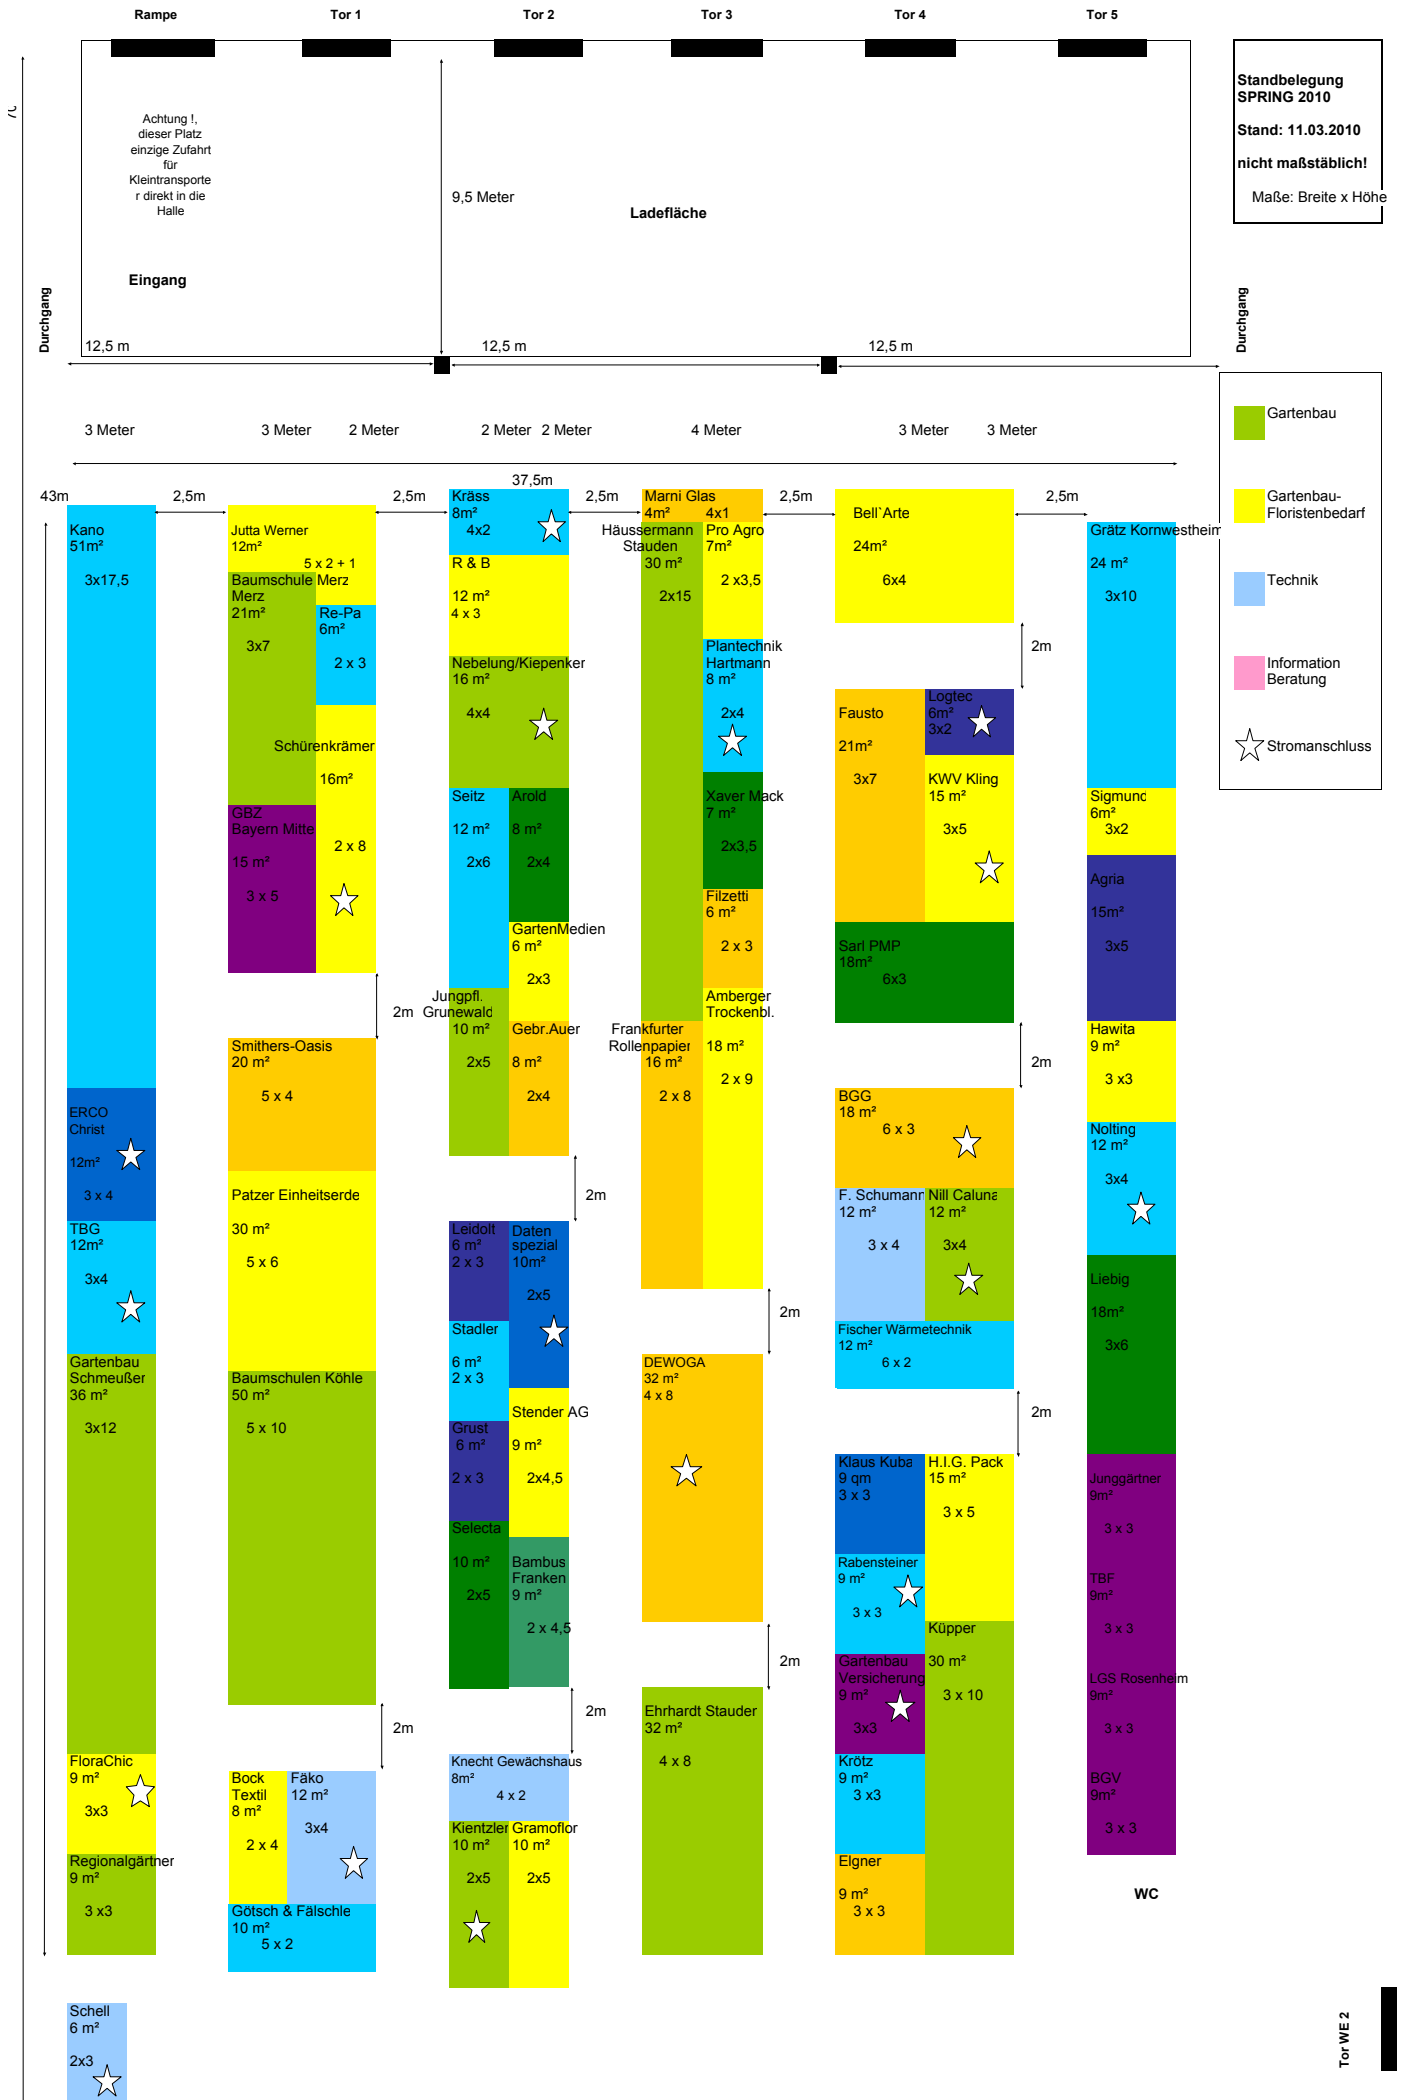 Rampe
Tor 1
Tor 2
Tor 3
Tor 4
Tor 5
Standbelegung
SPRING 2010
Stand: 11.03.2010
nicht maßstäblich!
Maße: Breite x Höhe
Achtung !,
dieser Platz
einzige Zufahrt
für
Kleintransporte
r direkt in die
Halle
Eingang
9,5 Meter
Ladefläche
Durchgang
Durchgang
12,5 m
12,5 m
12,5 m
Gartenbau
Gartenbau-
Floristenbedarf
Technik
Information
Beratung
Stromanschluss
3 Meter
3 Meter
2 Meter
2 Meter
2 Meter
4 Meter
3 Meter
3 Meter
37,5m
43m
2,5m
2,5m
2,5m
2,5m
2,5m
Kano
51m²
3x17,5
ERCO
Christ
12m²
3 x 4
TBG
12m²
3x4
Gartenbau
Schmeußer
36 m²
3x12
FloraChic
9 m²
3x3
Regionalgärtner
9 m²
3 x3
Schell
6 m²
2x3
Jutta Werner
12m²
5 x 2 + 1
Baumschule Merz
Merz
21m²
3x7
Re-Pa
6m²
2 x 3
Schürenkrämer
16m²
2 x 8
GBZ
Bayern Mitte
15 m²
3 x 5
2m
Smithers-Oasis
20 m²
5 x 4
Patzer Einheitserde
30 m²
5 x 6
Baumschulen Köhle
50 m²
5 x 10
2m
Bock
Textil
8 m²
2 x 4
Fäko
12 m²
3x4
Götsch & Fälschle
10 m²
5 x 2
Kräss
8m²
4x2
R & B
12 m²
4 x 3
Nebelung/Kiepenker
16 m²
4x4
Seitz
12 m²
2x6
Arold
8 m²
2x4
GartenMedien
6 m²
2x3
Jungpfl.
Grunewald
10 m²
2x5
Gebr.Auer
8 m²
2x4
2m
Leidolt
6 m²
2 x 3
Daten
spezial
10m²
2x5
Stadler
6 m²
2 x 3
Stender AG
9 m²
2x4,5
Grust
6 m²
2 x 3
Selecta
10 m²
2x5
Bambus
Franken
9 m²
2 x 4,5
2m
Knecht Gewächshaus
8m²
4 x 2
Kientzler
10 m²
2x5
Gramoflor
10 m²
2x5
Marni Glas
4m²
4x1
Häussermann
Stauden
30 m²
2x15
Pro Agro
7m²
2 x3,5
Plantechnik
Hartmann
8 m²
2x4
Xaver Mack
7 m²
2x3,5
Filzetti
6 m²
2 x 3
Amberger
Trockenbl.
18 m²
2 x 9
Frankfurter
Rollenpapier
16 m²
2 x 8
2m
DEWOGA
32 m²
4 x 8
2m
Ehrhardt Stauder
32 m²
4 x 8
Bell`Arte
24m²
6x4
2m
Fausto
21m²
3x7
Logtec
6m²
3x2
KWV Kling
15 m²
3x5
Sarl PMP
18m²
6x3
2m
BGG
18 m²
6 x 3
F. Schumann
12 m²
3 x 4
Nill Caluna
12 m²
3x4
Fischer Wärmetechnik
12 m²
6 x 2
2m
Klaus Kuba
9 qm
3 x 3
H.I.G. Pack
15 m²
3 x 5
Rabensteiner
9 m²
3 x 3
Küpper
30 m²
3 x 10
Gartenbau
Versicherung
9 m²
3x3
Krötz
9 m²
3 x3
Elgner
9 m²
3 x 3
Grätz Kornwestheim
24 m²
3x10
Sigmund
6m²
3x2
Agria
15m²
3x5
Hawita
9 m²
3 x3
Nolting
12 m²
3x4
Liebig
18m²
3x6
Junggärtner
9m²
3 x 3
TBF
9m²
3 x 3
LGS Rosenheim
9m²
3 x 3
BGV
9m²
3 x 3
WC
Tor WE 2